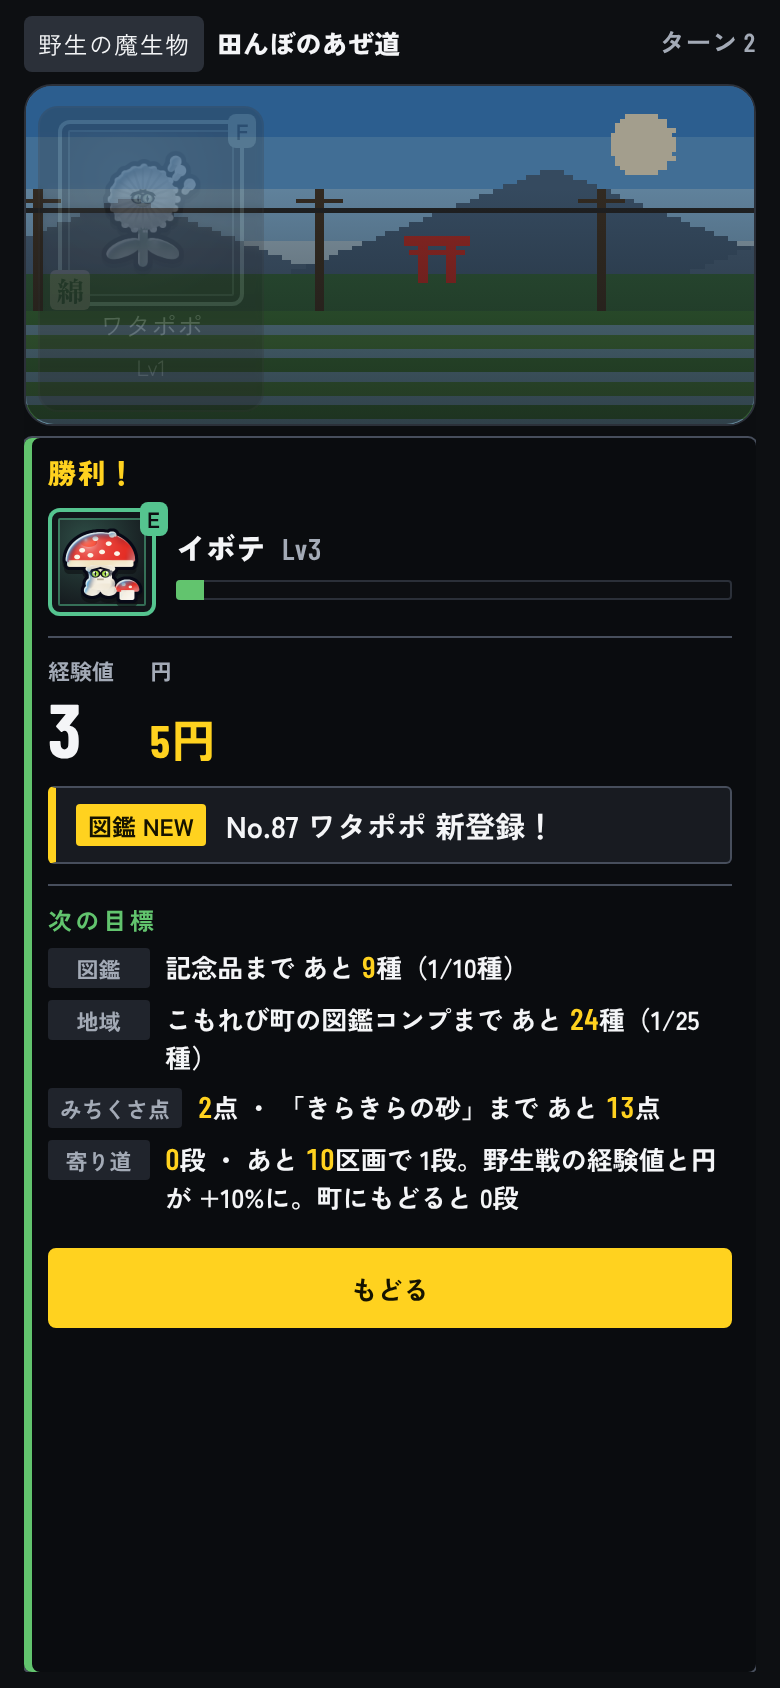 野生の魔生物 田んぼのあぜ道 ターン 2
F
綿
ワタポポ
Lv1
勝利！
E
イボテ Lv3
経験値 円
3 5円
図鑑 NEW No.87 ワタポポ 新登録！
次の目標
図鑑 記念品まで あと 9種（1/10種）
地域 こもれび町の図鑑コンプまで あと 24種（1/25
種）
みちくさ点 2点 ・ 「きらきらの砂」まで あと 13点
寄り道 0段 ・ あと 10区画で 1段。野生戦の経験値と円
が +10%に。町にもどると 0段
もどる